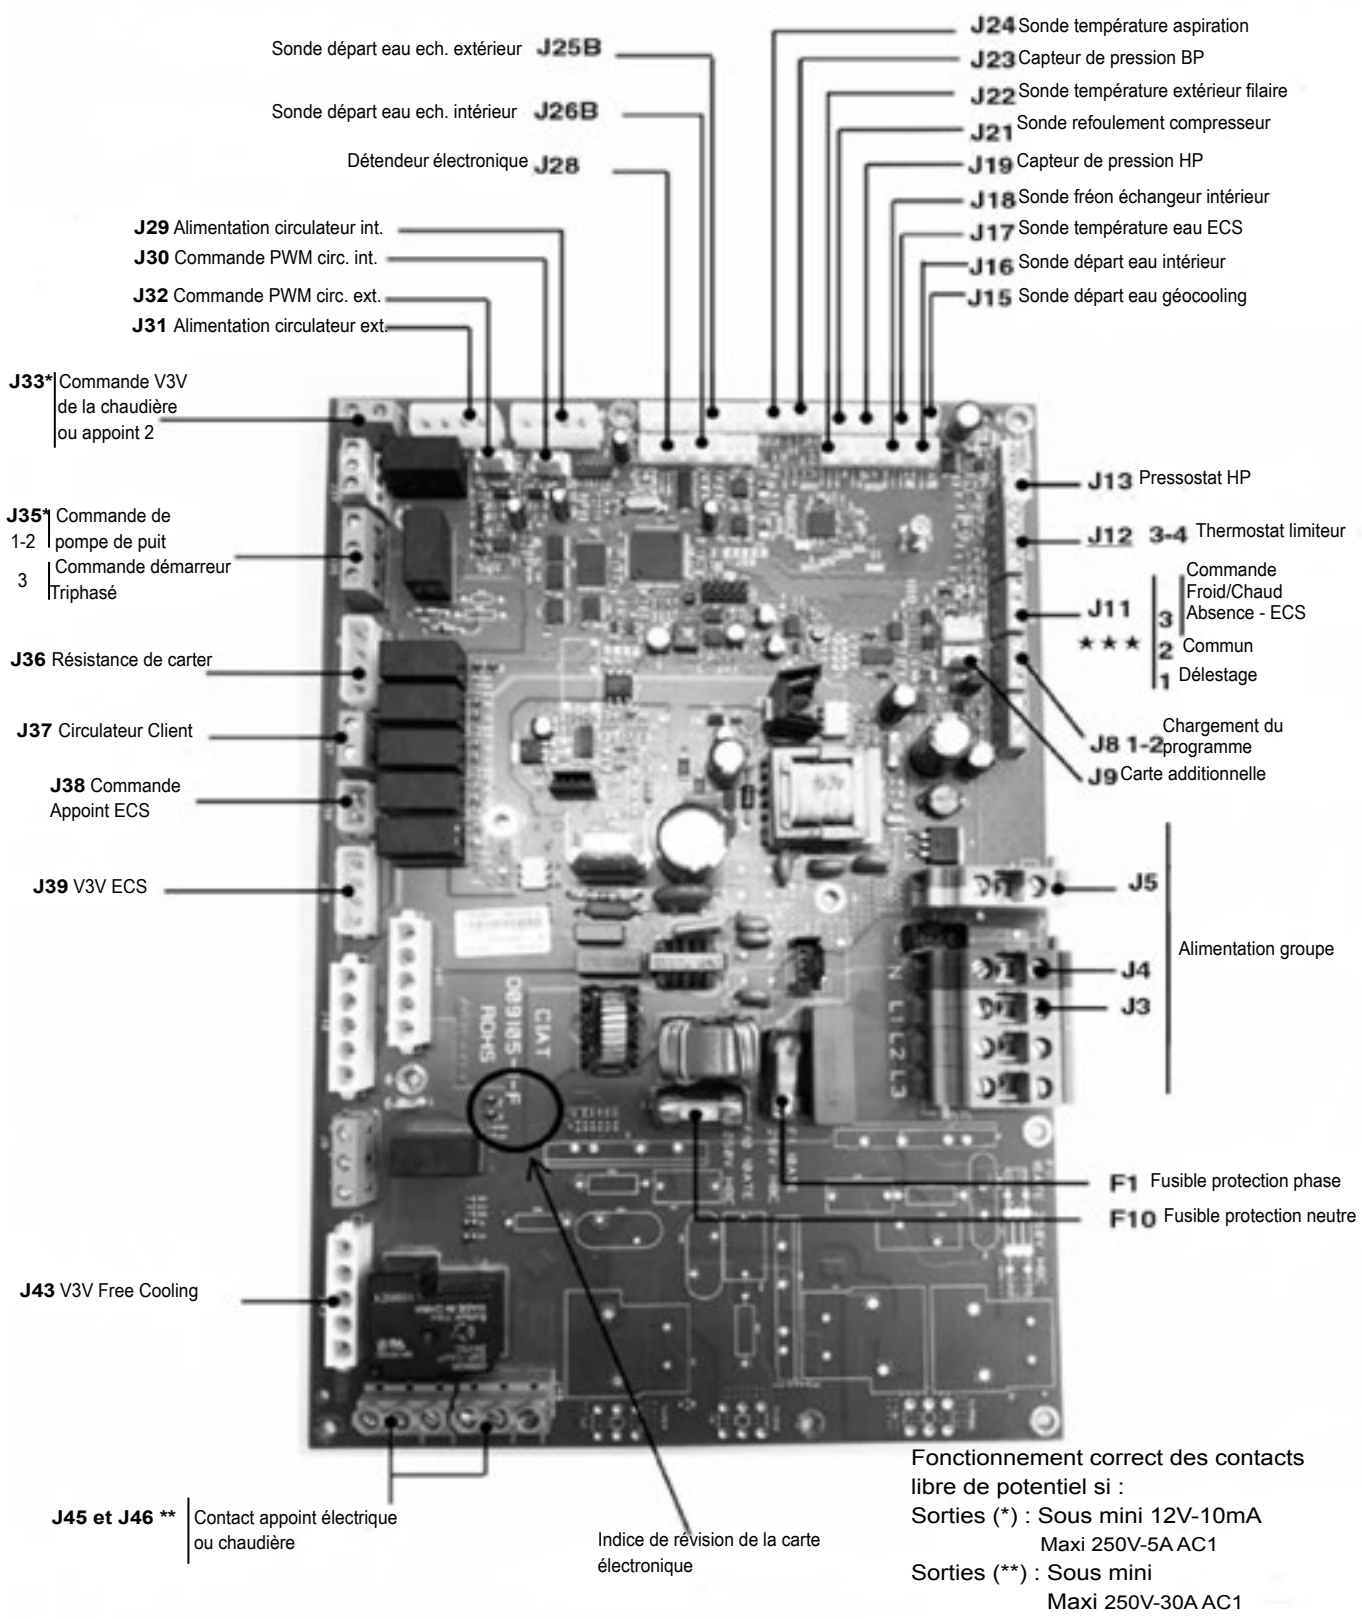 J24 Sonde température aspiration
Sonde départ eau ech. extérieur J25B
J23 Capteur de pression BP
J22 Sonde température extérieur filaire
Sonde départ eau ech. intérieur J26B
J21 Sonde refoulement compresseur
Détendeur électronique J28
J19 Capteur de pression HP
J18 Sonde fréon échangeur intérieur
J29 Alimentation circulateur int.
J17 Sonde température eau ECS
J30 Commande PWM circ. int.
J16 Sonde départ eau intérieur
J32 Commande PWM circ. ext.
J15 Sonde départ eau géocooling
J31 Alimentation circulateur ext.
J33* Commande V3V
de la chaudière
ou appoint 2
J13 Pressostat HP
J35* Commande de
1-2 pompe de puit
3 Commande démarreur
Triphasé
J12 3-4 Thermostat limiteur
J11 3 Commande
Froid/Chaud
Absence - ECS
★★★ 2 Commun
1 Délestage
J36 Résistance de carter
J37 Circulateur Client
J8 1-2 Chargement du
programme
J9 Carte additionnelle
J38 Commande
Appoint ECS
J39 V3V ECS
J5
Alimentation groupe
J4
J3
N L1 L2 L3
CIAT
D09105-1-F
ROHS
F10 10ATE
250V HBC
F1 10ATE
250V HBC
F1 Fusible protection phase
F10 Fusible protection neutre
J43 V3V Free Cooling
J45 et J46 ** Contact appoint électrique
ou chaudière
Indice de révision de la carte
électronique
Fonctionnement correct des contacts
libre de potentiel si :
Sorties (*) : Sous mini 12V-10mA
Maxi 250V-5A AC1
Sorties (**) : Sous mini
Maxi 250V-30A AC1